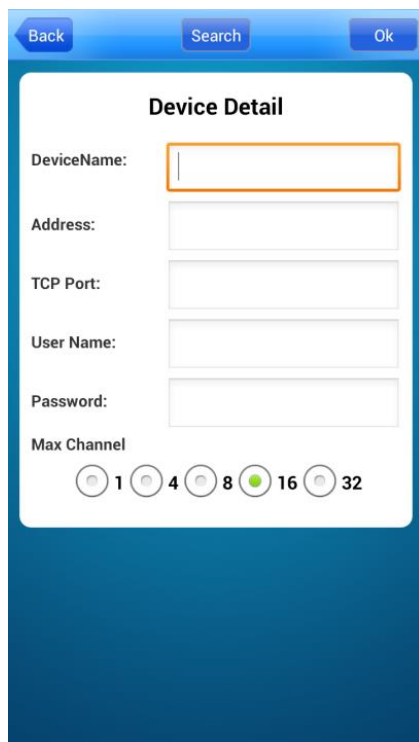 Back Search Ok
Device Detail
DeviceName:
Address:
TCP Port:
User Name:
Password:
Max Channel
1 4 8 16 32